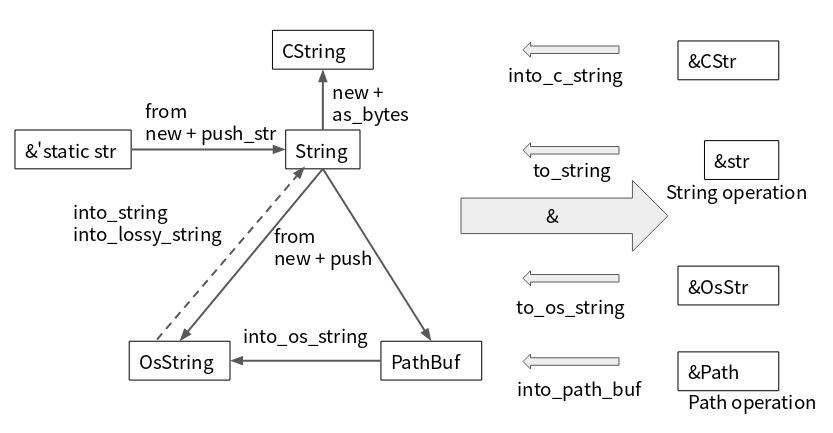 CString
&CStr
into_c_string
new +
as_bytes
from
new + push_str
&'static str
String
to_string
&str
String operation
&
into_string
into_lossy_string
from
new + push
to_os_string
&OsStr
into_os_string
OsString
PathBuf
into_path_buf
&Path
Path operation